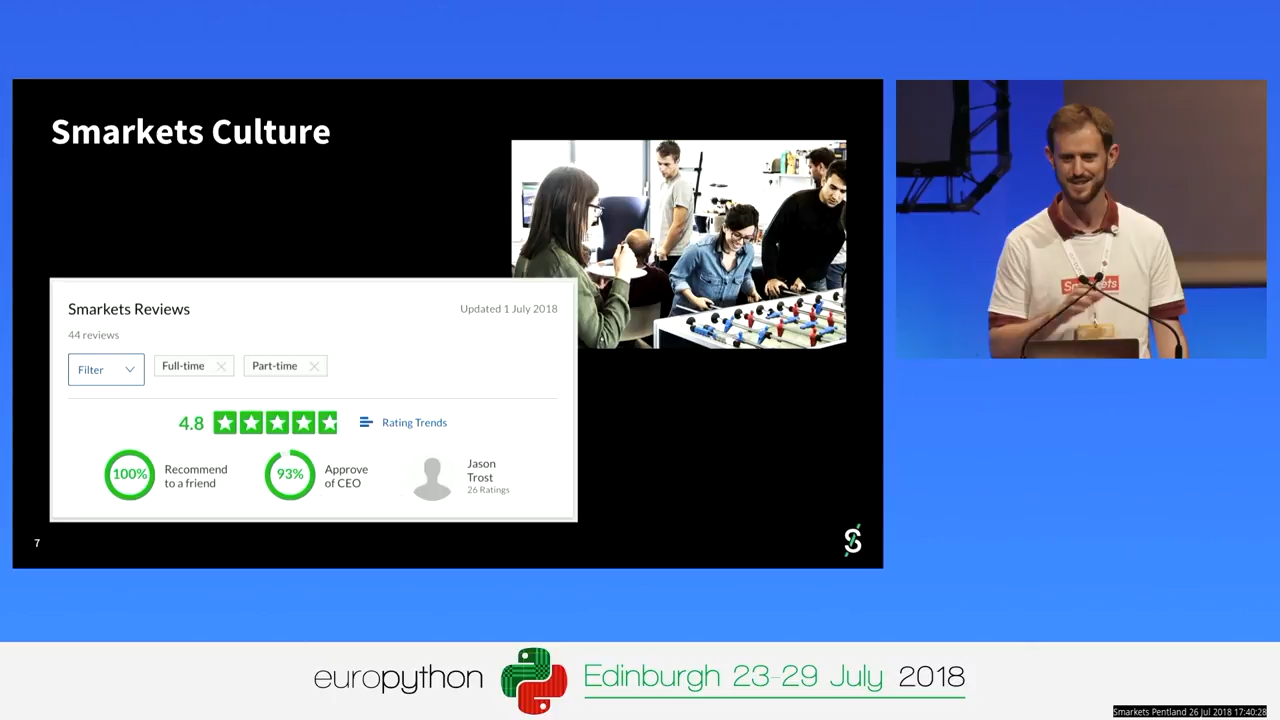 Smarkets Culture
Smarkets Reviews
Updated 1 July 2018
44 reviews
Filter
Full-time
Part-time
4.8
Rating Trends
100%
Recommend
to a friend
93%
Approve
of CEO
Jason
Trost
26 Ratings
7
S
Smarkets
europython
Edinburgh 23-29 July 2018
Smarkets Pentland 26 Jul 2018 17:40:28